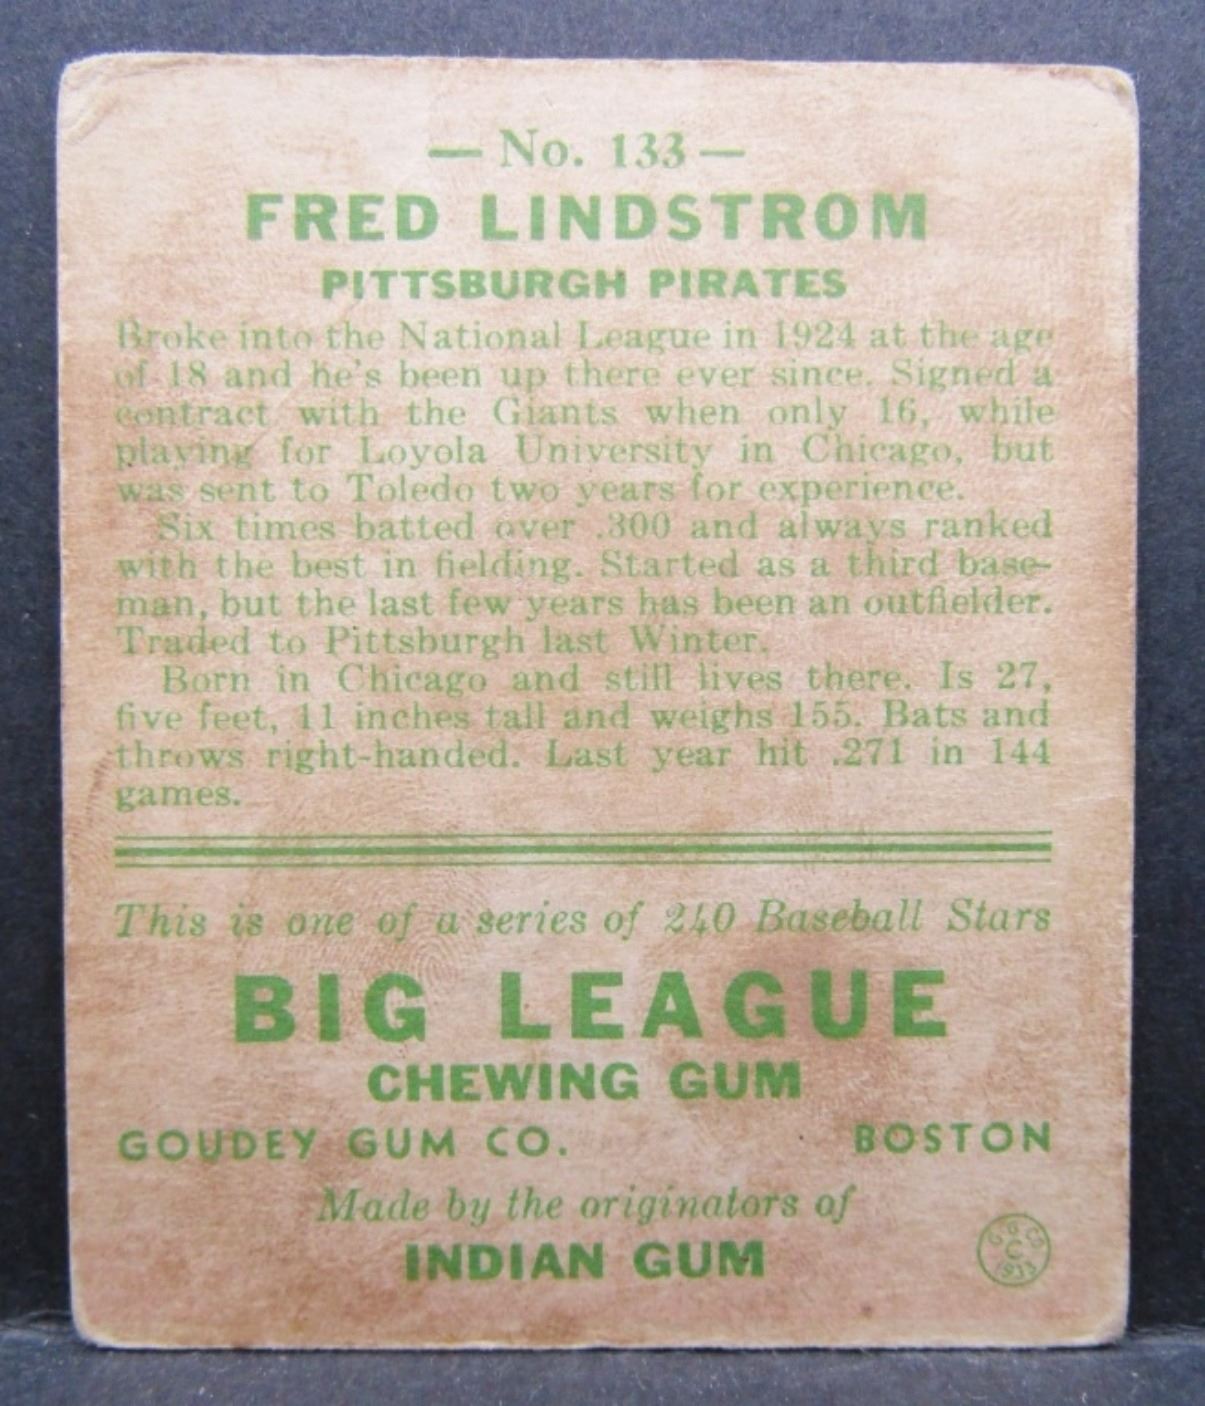 — No. 133 —
FRED LINDSTROM
PITTSBURGH PIRATES
Broke into the National League in 1924 at the age
of 18 and he's been up there ever since. Signed a
contract with the Giants when only 16, while
playing for Loyola University in Chicago, but
was sent to Toledo two years for experience.
Six times batted over .300 and always ranked
with the best in fielding. Started as a third base-
man, but the last few years has been an outfielder.
Traded to Pittsburgh last Winter.
Born in Chicago and still lives there. Is 27,
five feet, 11 inches tall and weighs 155. Bats and
throws right-handed. Last year hit .271 in 144
games.
This is one of a series of 240 Baseball Stars
BIG LEAGUE
CHEWING GUM
GOUDEY GUM CO. BOSTON
Made by the originators of
INDIAN GUM
G. G. CO.
C
1933